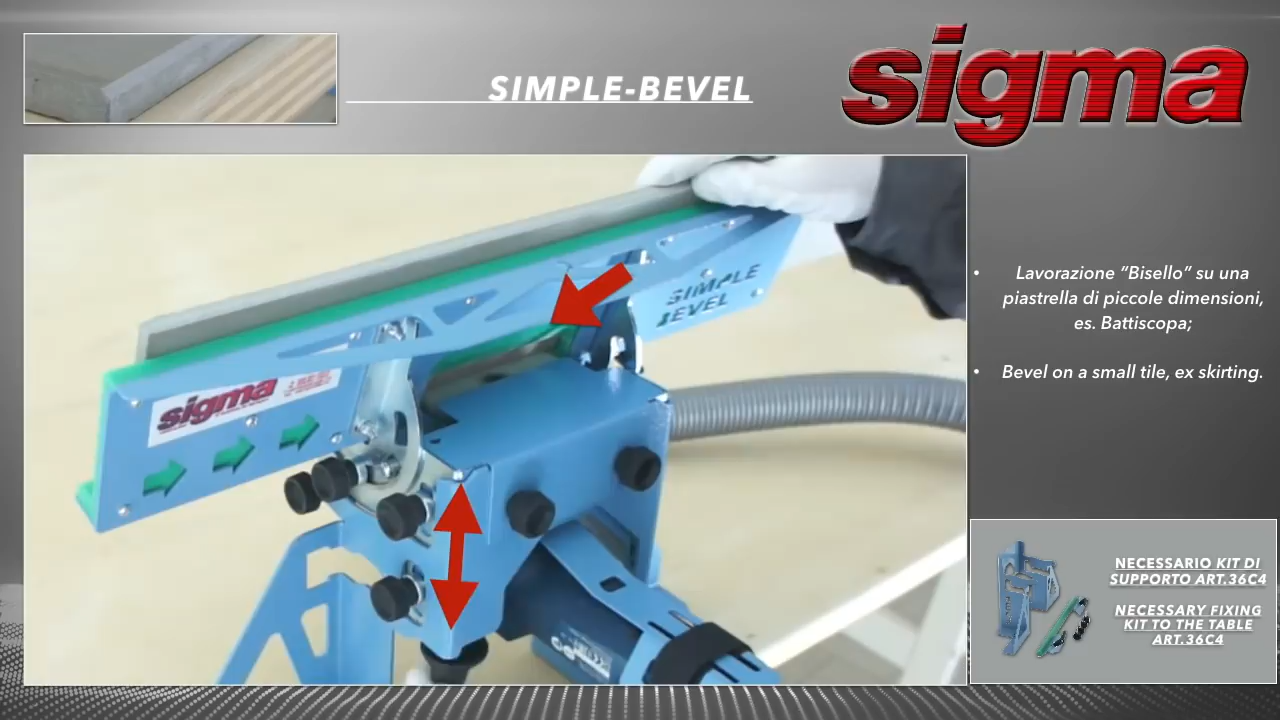 SIMPLE-BEVEL
sigma
SIMPLE
BEVEL
sigma
• Lavorazione “Bisello” su una
piastrella di piccole dimensioni,
es. Battiscopa;
• Bevel on a small tile, ex skirting.
NECESSARIO KIT DI
SUPPORTO ART.36C4
NECESSARY FIXING
KIT TO THE TABLE
ART.36C4